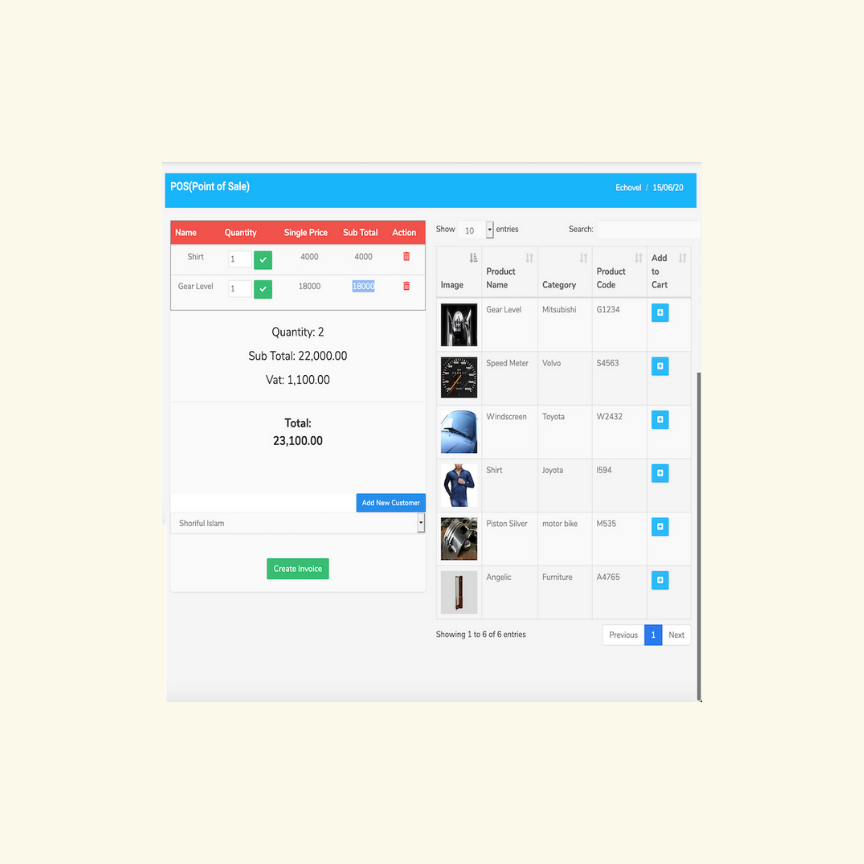 POS(Point of Sale)
Echovel / 15/06/20
Name Quantity Single Price Sub Total Action
Shirt 1 4000 4000
Gear Level 1 18000 18000
Quantity: 2
Sub Total: 22,000.00
Vat: 1,100.00
Total:
23,100.00
Add New Customer
Shoriful Islam
Create Invoice
Show 10 entries Search:
Image Product Name Category Product Code Add to Cart
Gear Level Mitsubishi G1234
Speed Meter Volvo S4563
Windscreen Toyota W2432
Shirt Joyota I594
Piston Silver motor bike M535
Angelic Furniture A4765
Showing 1 to 6 of 6 entries
Previous 1 Next